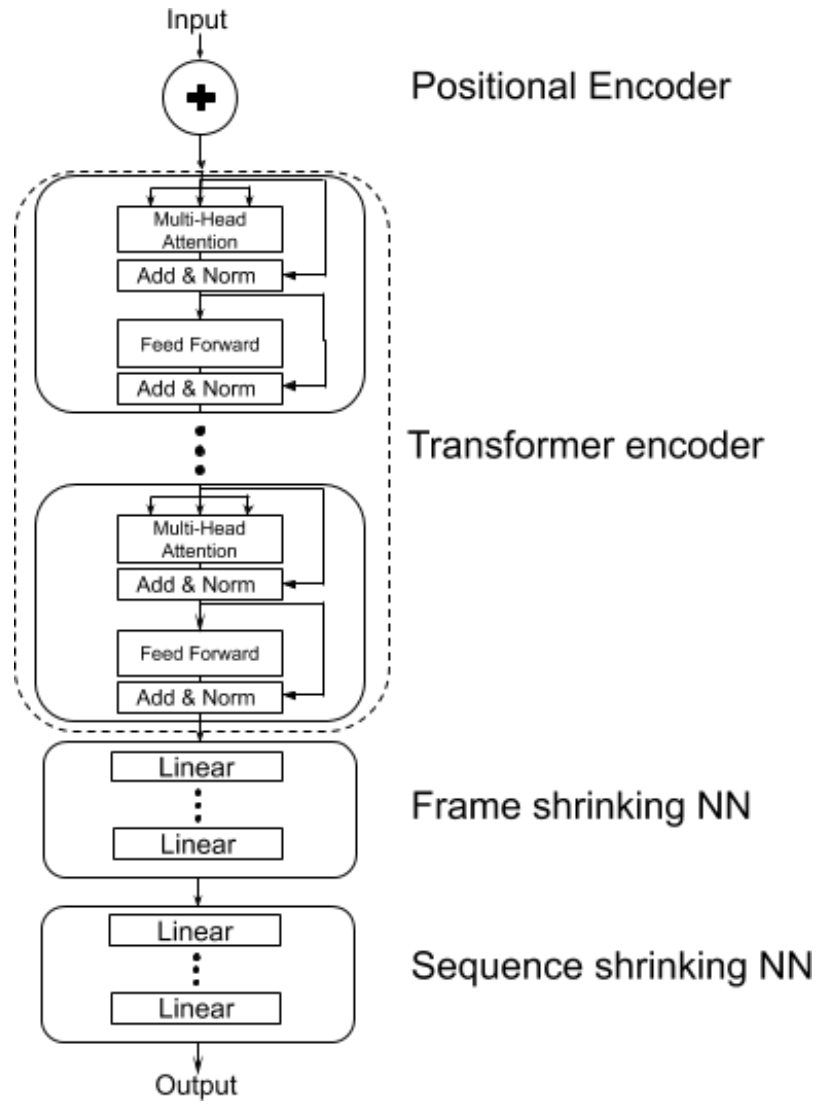 Input
Positional Encoder
Multi-Head
Attention
Add & Norm
Feed Forward
Add & Norm
Transformer encoder
Multi-Head
Attention
Add & Norm
Feed Forward
Add & Norm
Linear
Frame shrinking NN
Linear
Linear
Sequence shrinking NN
Linear
Output